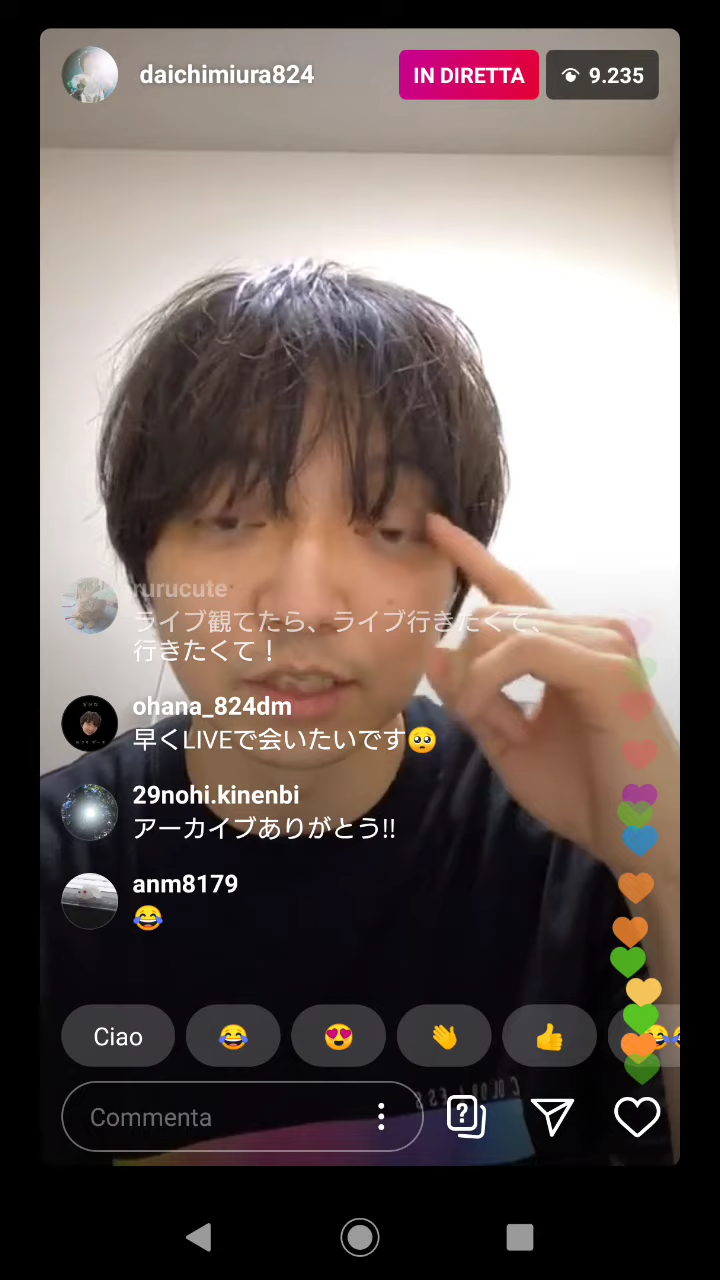 daichimiura824
IN DIRETTA
9.235
rurucute
ライブ観てたら、ライブ行きたくて、
行きたくて！
ohana_824dm
早くLIVEで会いたいです🥺
29nohi.kinenbi
アーカイブありがとう!!
anm8179
😂
Ciao
😂
😍
👋
👍
COLORLESS
Commenta